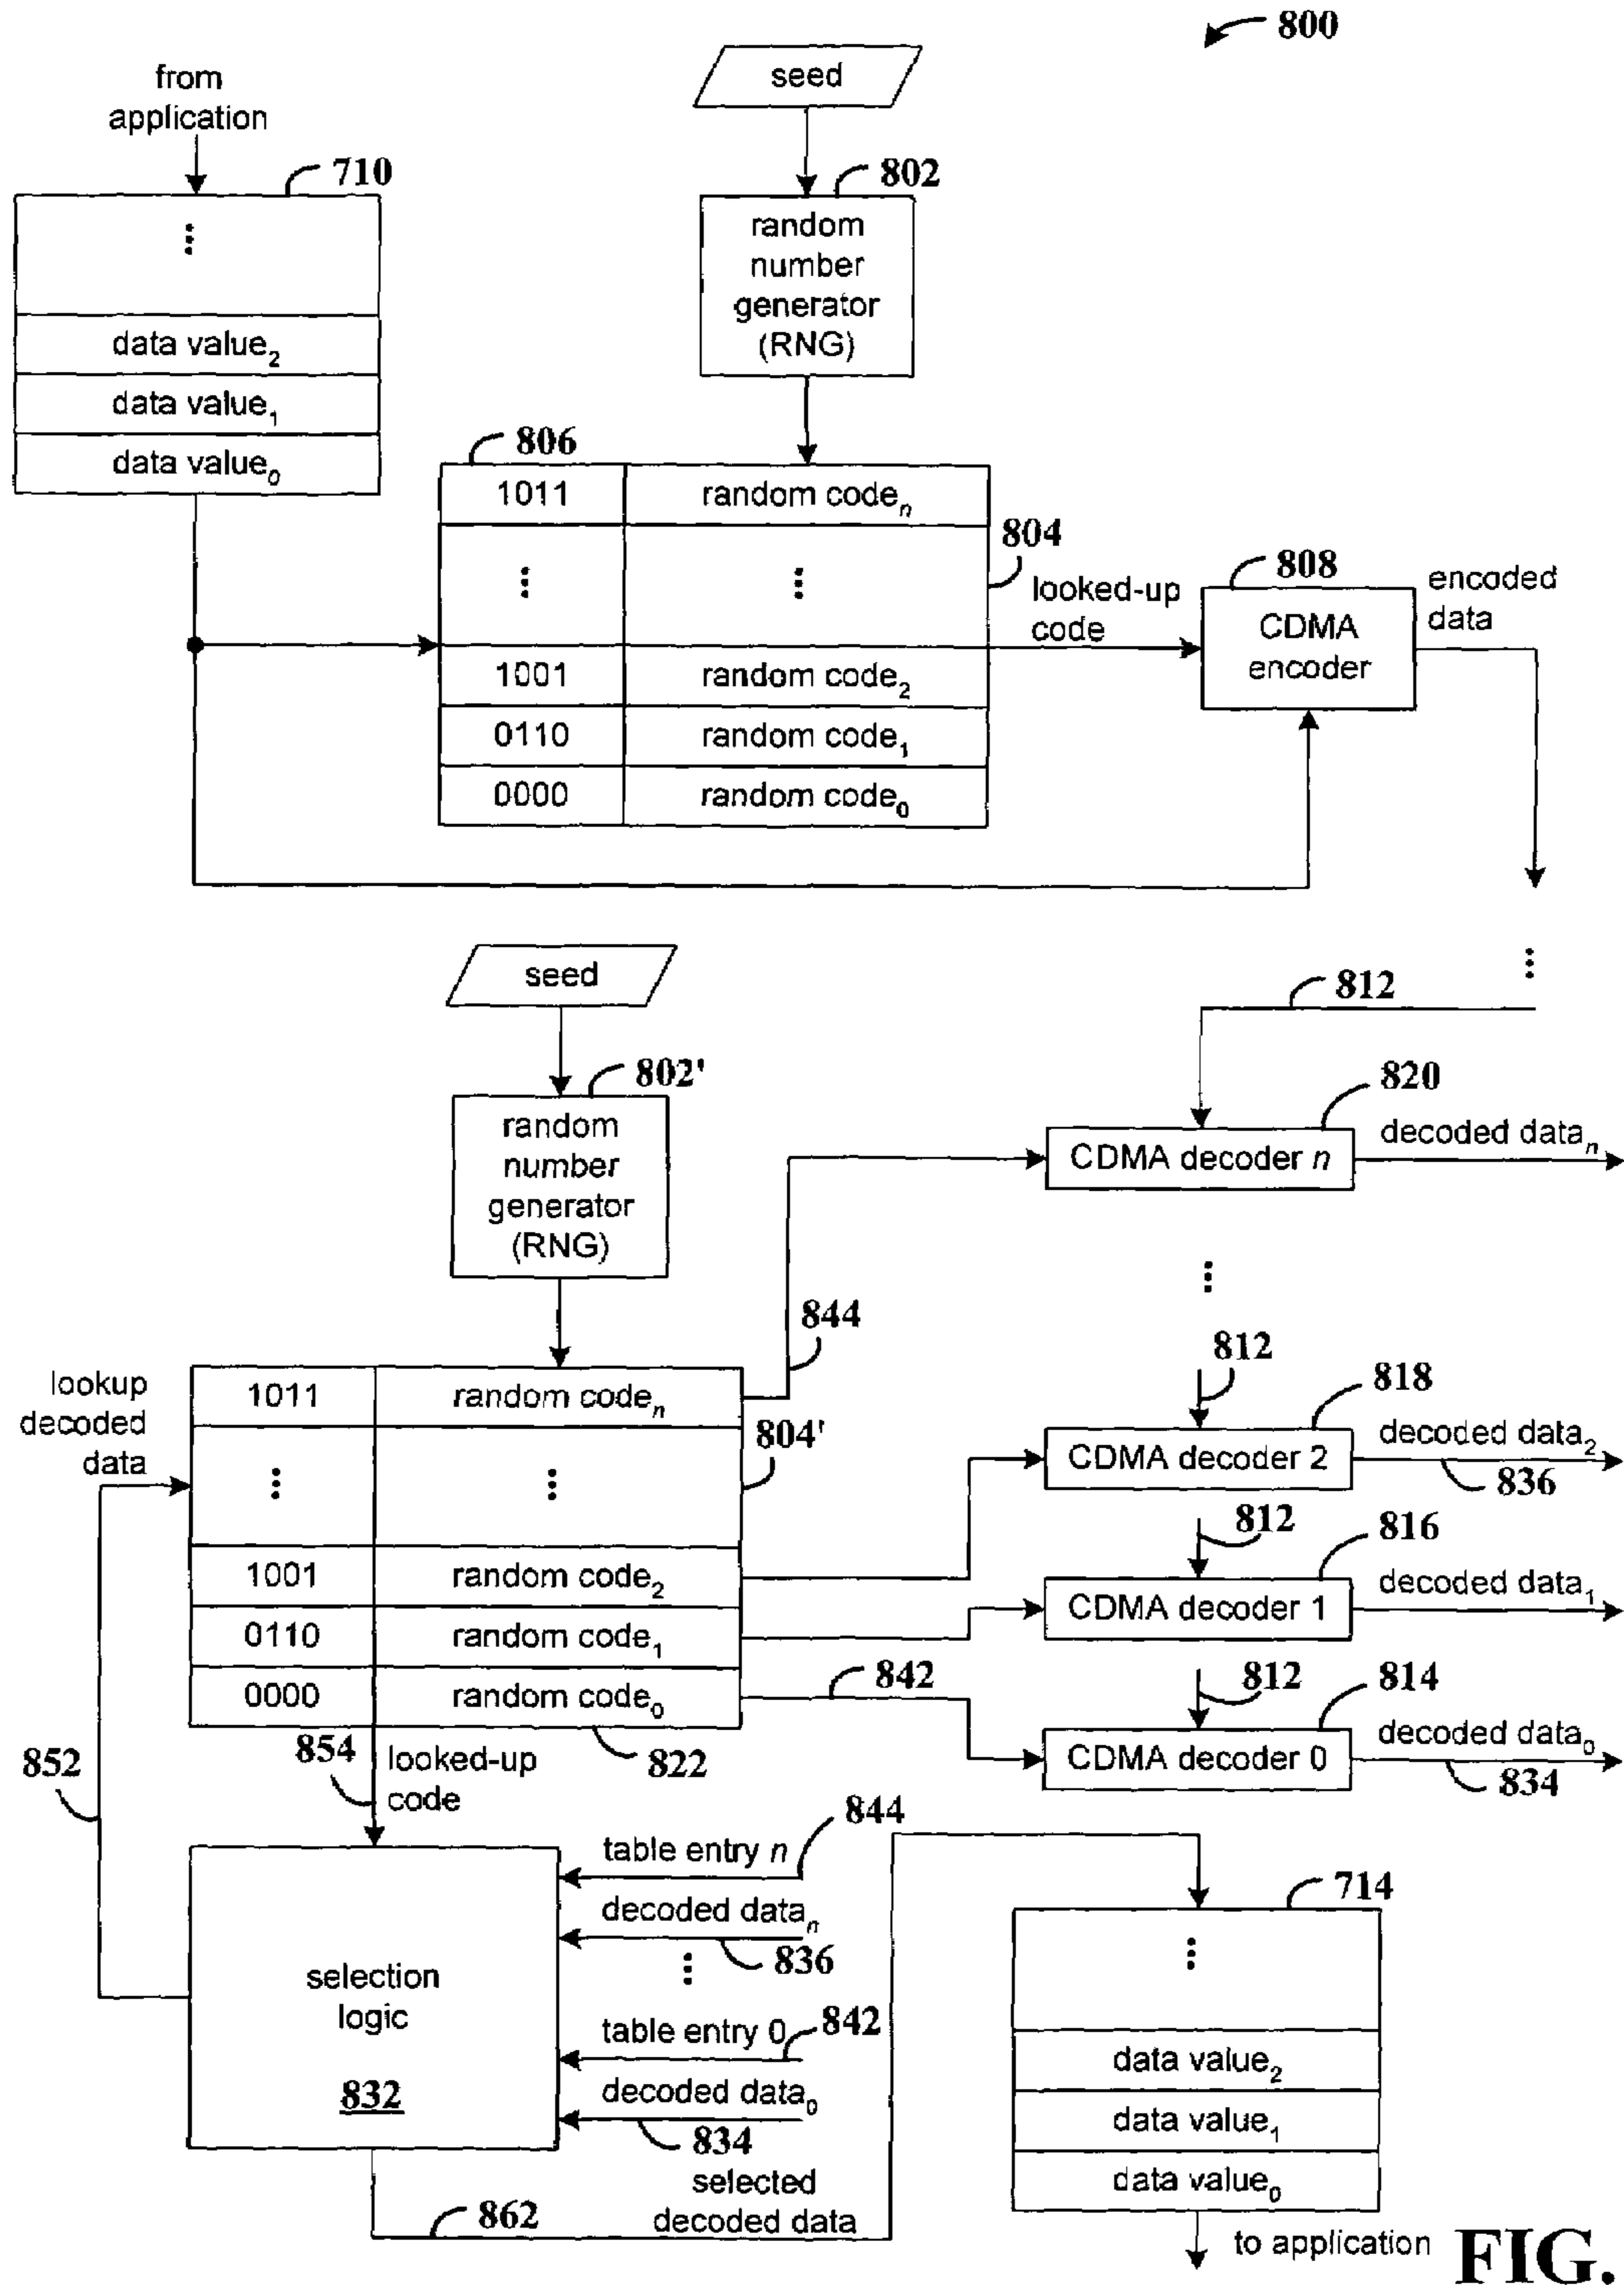 800
from
application
710
⋮
data value2
data value1
data value0
seed
802
random
number
generator
(RNG)
806
1011 random coden
⋮ ⋮
1001 random code2
0110 random code1
0000 random code0
804
looked-up
code
808
CDMA
encoder
encoded
data
⋮
812
seed
802'
random
number
generator
(RNG)
820
CDMA decoder n
decoded datan
⋮
844
lookup
decoded
data
1011 random coden
⋮ ⋮
1001 random code2
0110 random code1
0000 random code0
804'
822
812
818
CDMA decoder 2
decoded data2
836
812
816
CDMA decoder 1
decoded data1
842
812
814
CDMA decoder 0
decoded data0
834
852
854
looked-up
code
selection
logic
832
844
table entry n
decoded datan
836
⋮
table entry 0
842
decoded data0
834
selected
decoded data
862
714
⋮
data value2
data value1
data value0
to application
FIG.